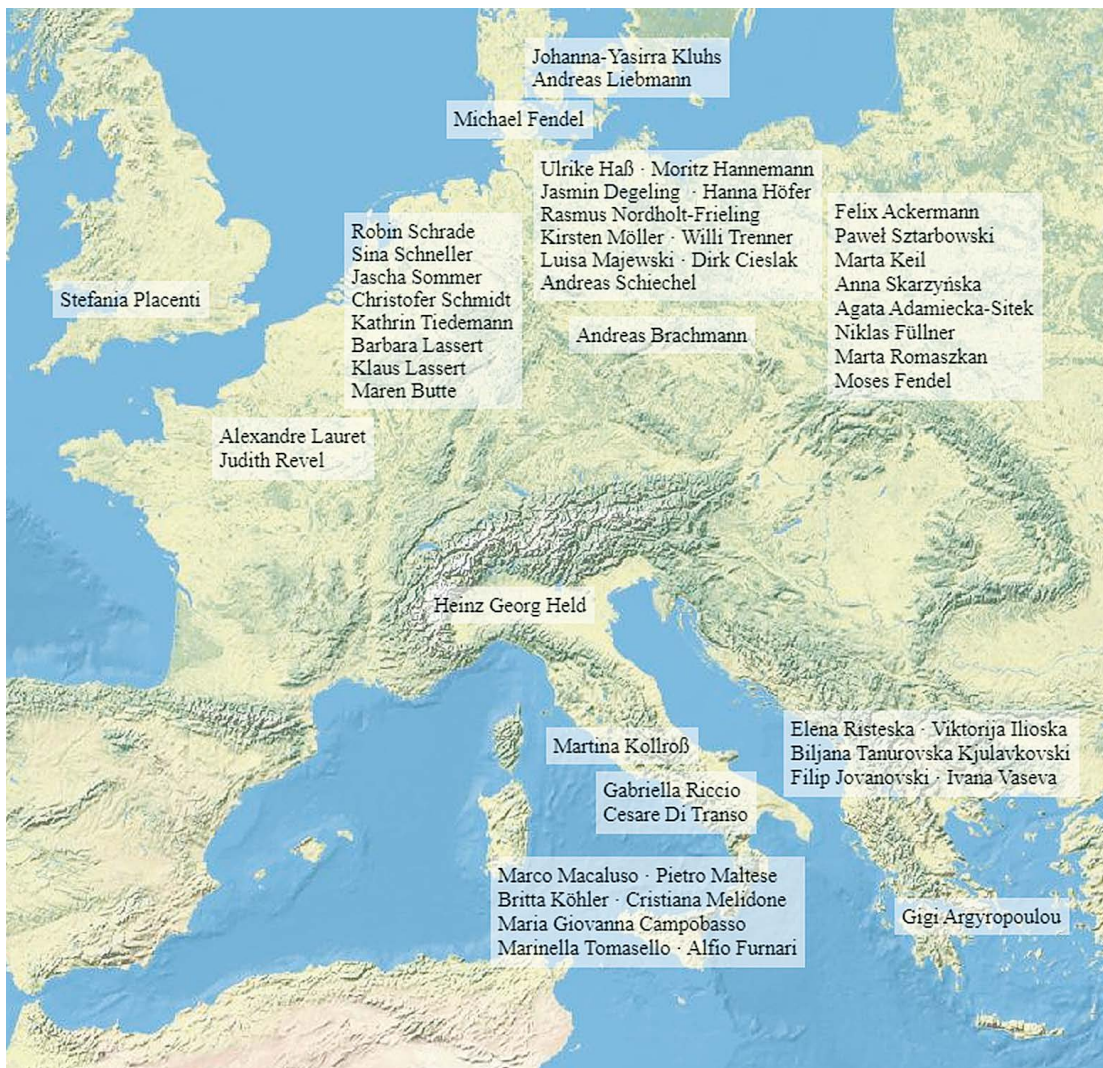 Johanna-Yasirra Kluhs
Andreas Liebmann
Michael Fendel
Ulrike Haß · Moritz Hannemann
Jasmin Degeling · Hanna Höfer
Rasmus Nordholt-Frieling
Kirsten Möller · Willi Trenner
Luisa Majewski · Dirk Cieslak
Andreas Schiechel
Felix Ackermann
Paweł Sztarbowski
Marta Keil
Anna Skarzyńska
Agata Adamiecka-Sitek
Niklas Füllner
Marta Romaszkan
Moses Fendel
Robin Schrade
Sina Schneller
Jascha Sommer
Christofer Schmidt
Kathrin Tiedemann
Barbara Lassert
Klaus Lassert
Maren Butte
Stefania Placenti
Andreas Brachmann
Alexandre Lauret
Judith Revel
Heinz Georg Held
Martina Kollroß
Elena Risteska · Viktorija Ilioska
Biljana Tanurovska Kjulavkovski
Filip Jovanovski · Ivana Vaseva
Gabriella Riccio
Cesare Di Transo
Marco Macaluso · Pietro Maltese
Britta Köhler · Cristiana Melidone
Maria Giovanna Campobasso
Marinella Tomasello · Alfio Furnari
Gigi Argyropoulou